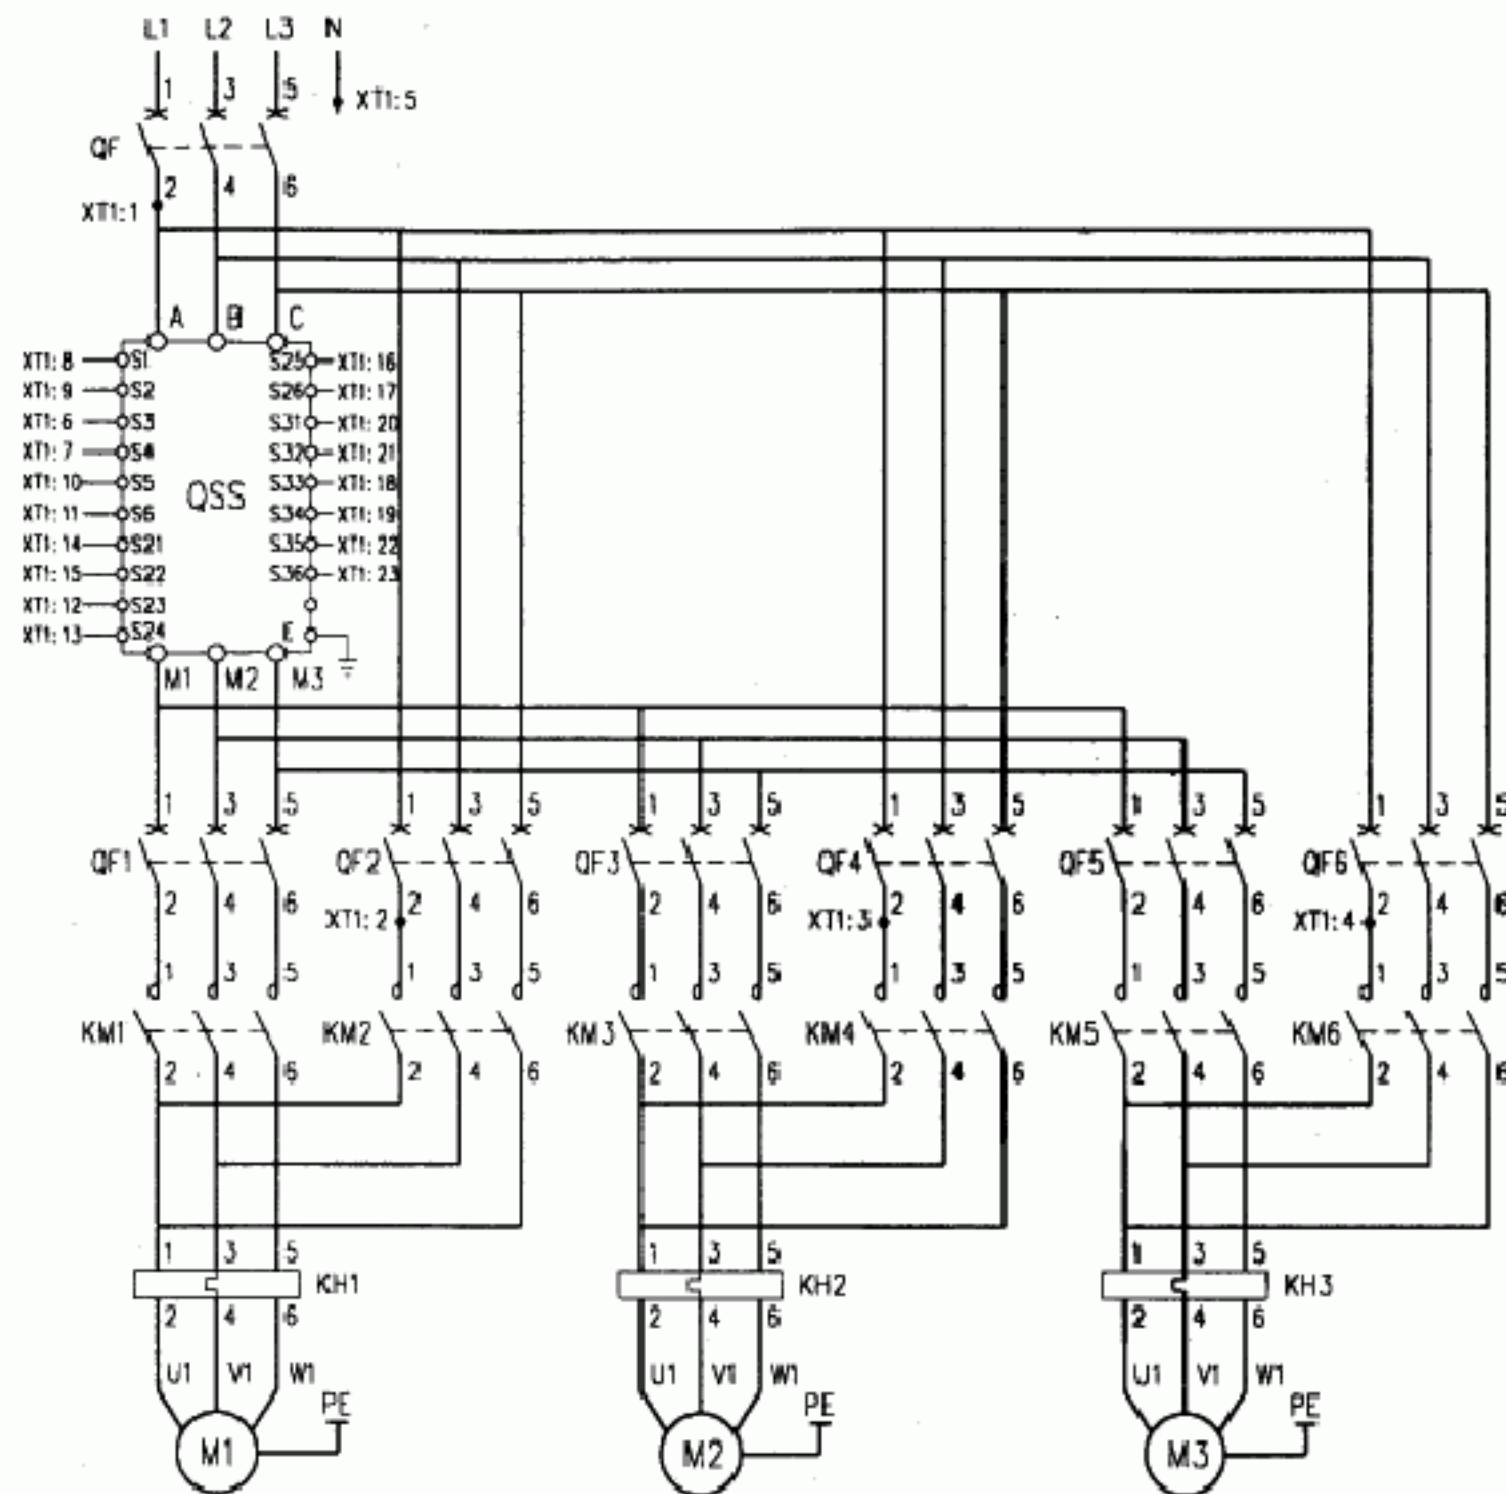 L1 L2 L3 N
1 3 5 XT1:5
QF
2 4 6
XT1:1
A B C
XT1:8 S1 S25 XT1:16
XT1:9 S2 S26 XT1:17
XT1:6 S3 S31 XT1:20
XT1:7 S4 S32 XT1:21
XT1:10 S5 QSS S33 XT1:18
XT1:11 S6 S34 XT1:19
XT1:14 S21 S35 XT1:22
XT1:15 S22 S36 XT1:23
XT1:12 S23
XT1:13 S24 E
M1 M2 M3
1 3 5 1 3 5 1 3 5 1 3 5 1 3 5 1 3 5
QF1 QF2 QF3 QF4 QF5 QF6
2 4 6 2 4 6 2 4 6 2 4 6 2 4 6 2 4 6
XT1:2 XT1:3 XT1:4
1 3 5 1 3 5 1 3 5 1 3 5 1 3 5 1 3 5
KM1 KM2 KM3 KM4 KM5 KM6
2 4 6 2 4 6 2 4 6 2 4 6 2 4 6 2 4 6
1 3 5 1 3 5 1 3 5
KH1 KH2 KH3
2 4 6 2 4 6 2 4 6
U1 V1 W1 U1 V1 W1 U1 V1 W1
PE PE PE
M1 M2 M3